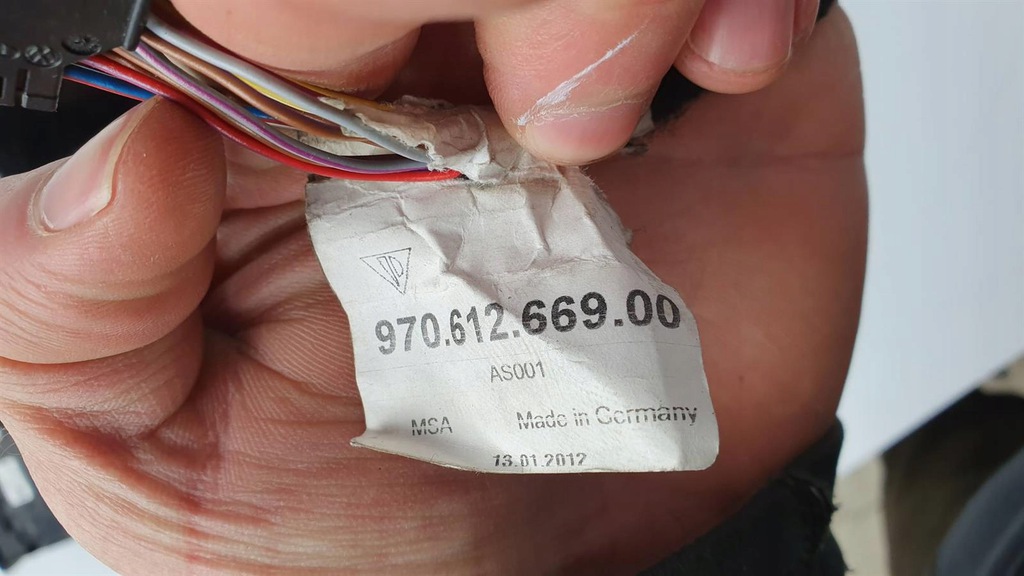 970.612.669.00
AS001
MSA Made in Germany
13.01.2012